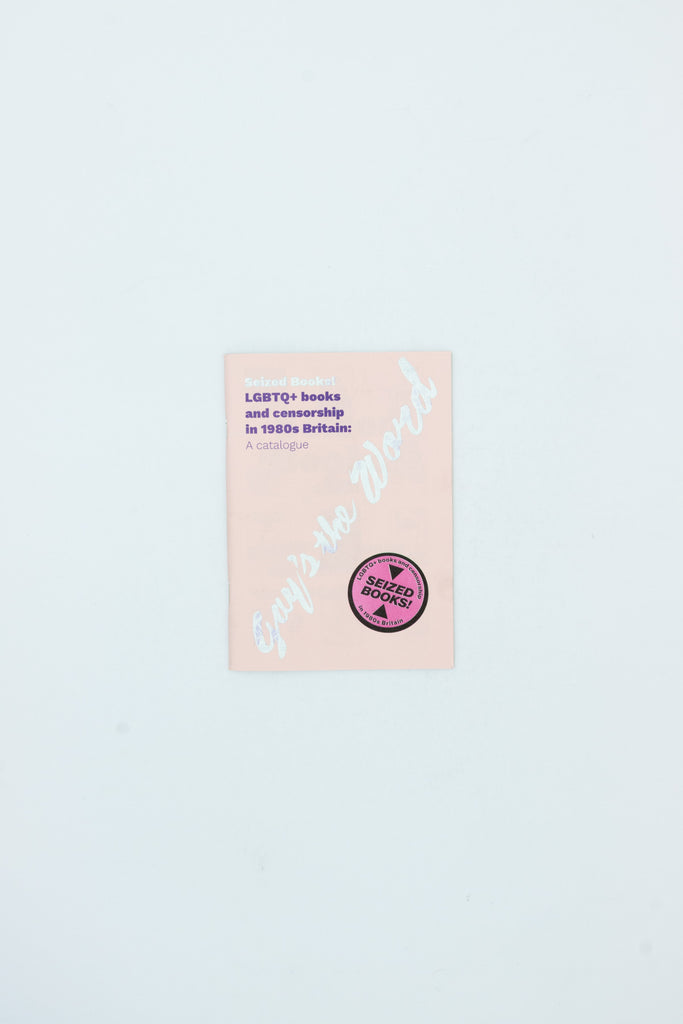 Seized Books!
LGBTQ+ books
and censorship
in 1980s Britain:
A catalogue
Gay's the Word
LGBTQ+ books and censorship
SEIZED
BOOKS!
in 1980s Britain